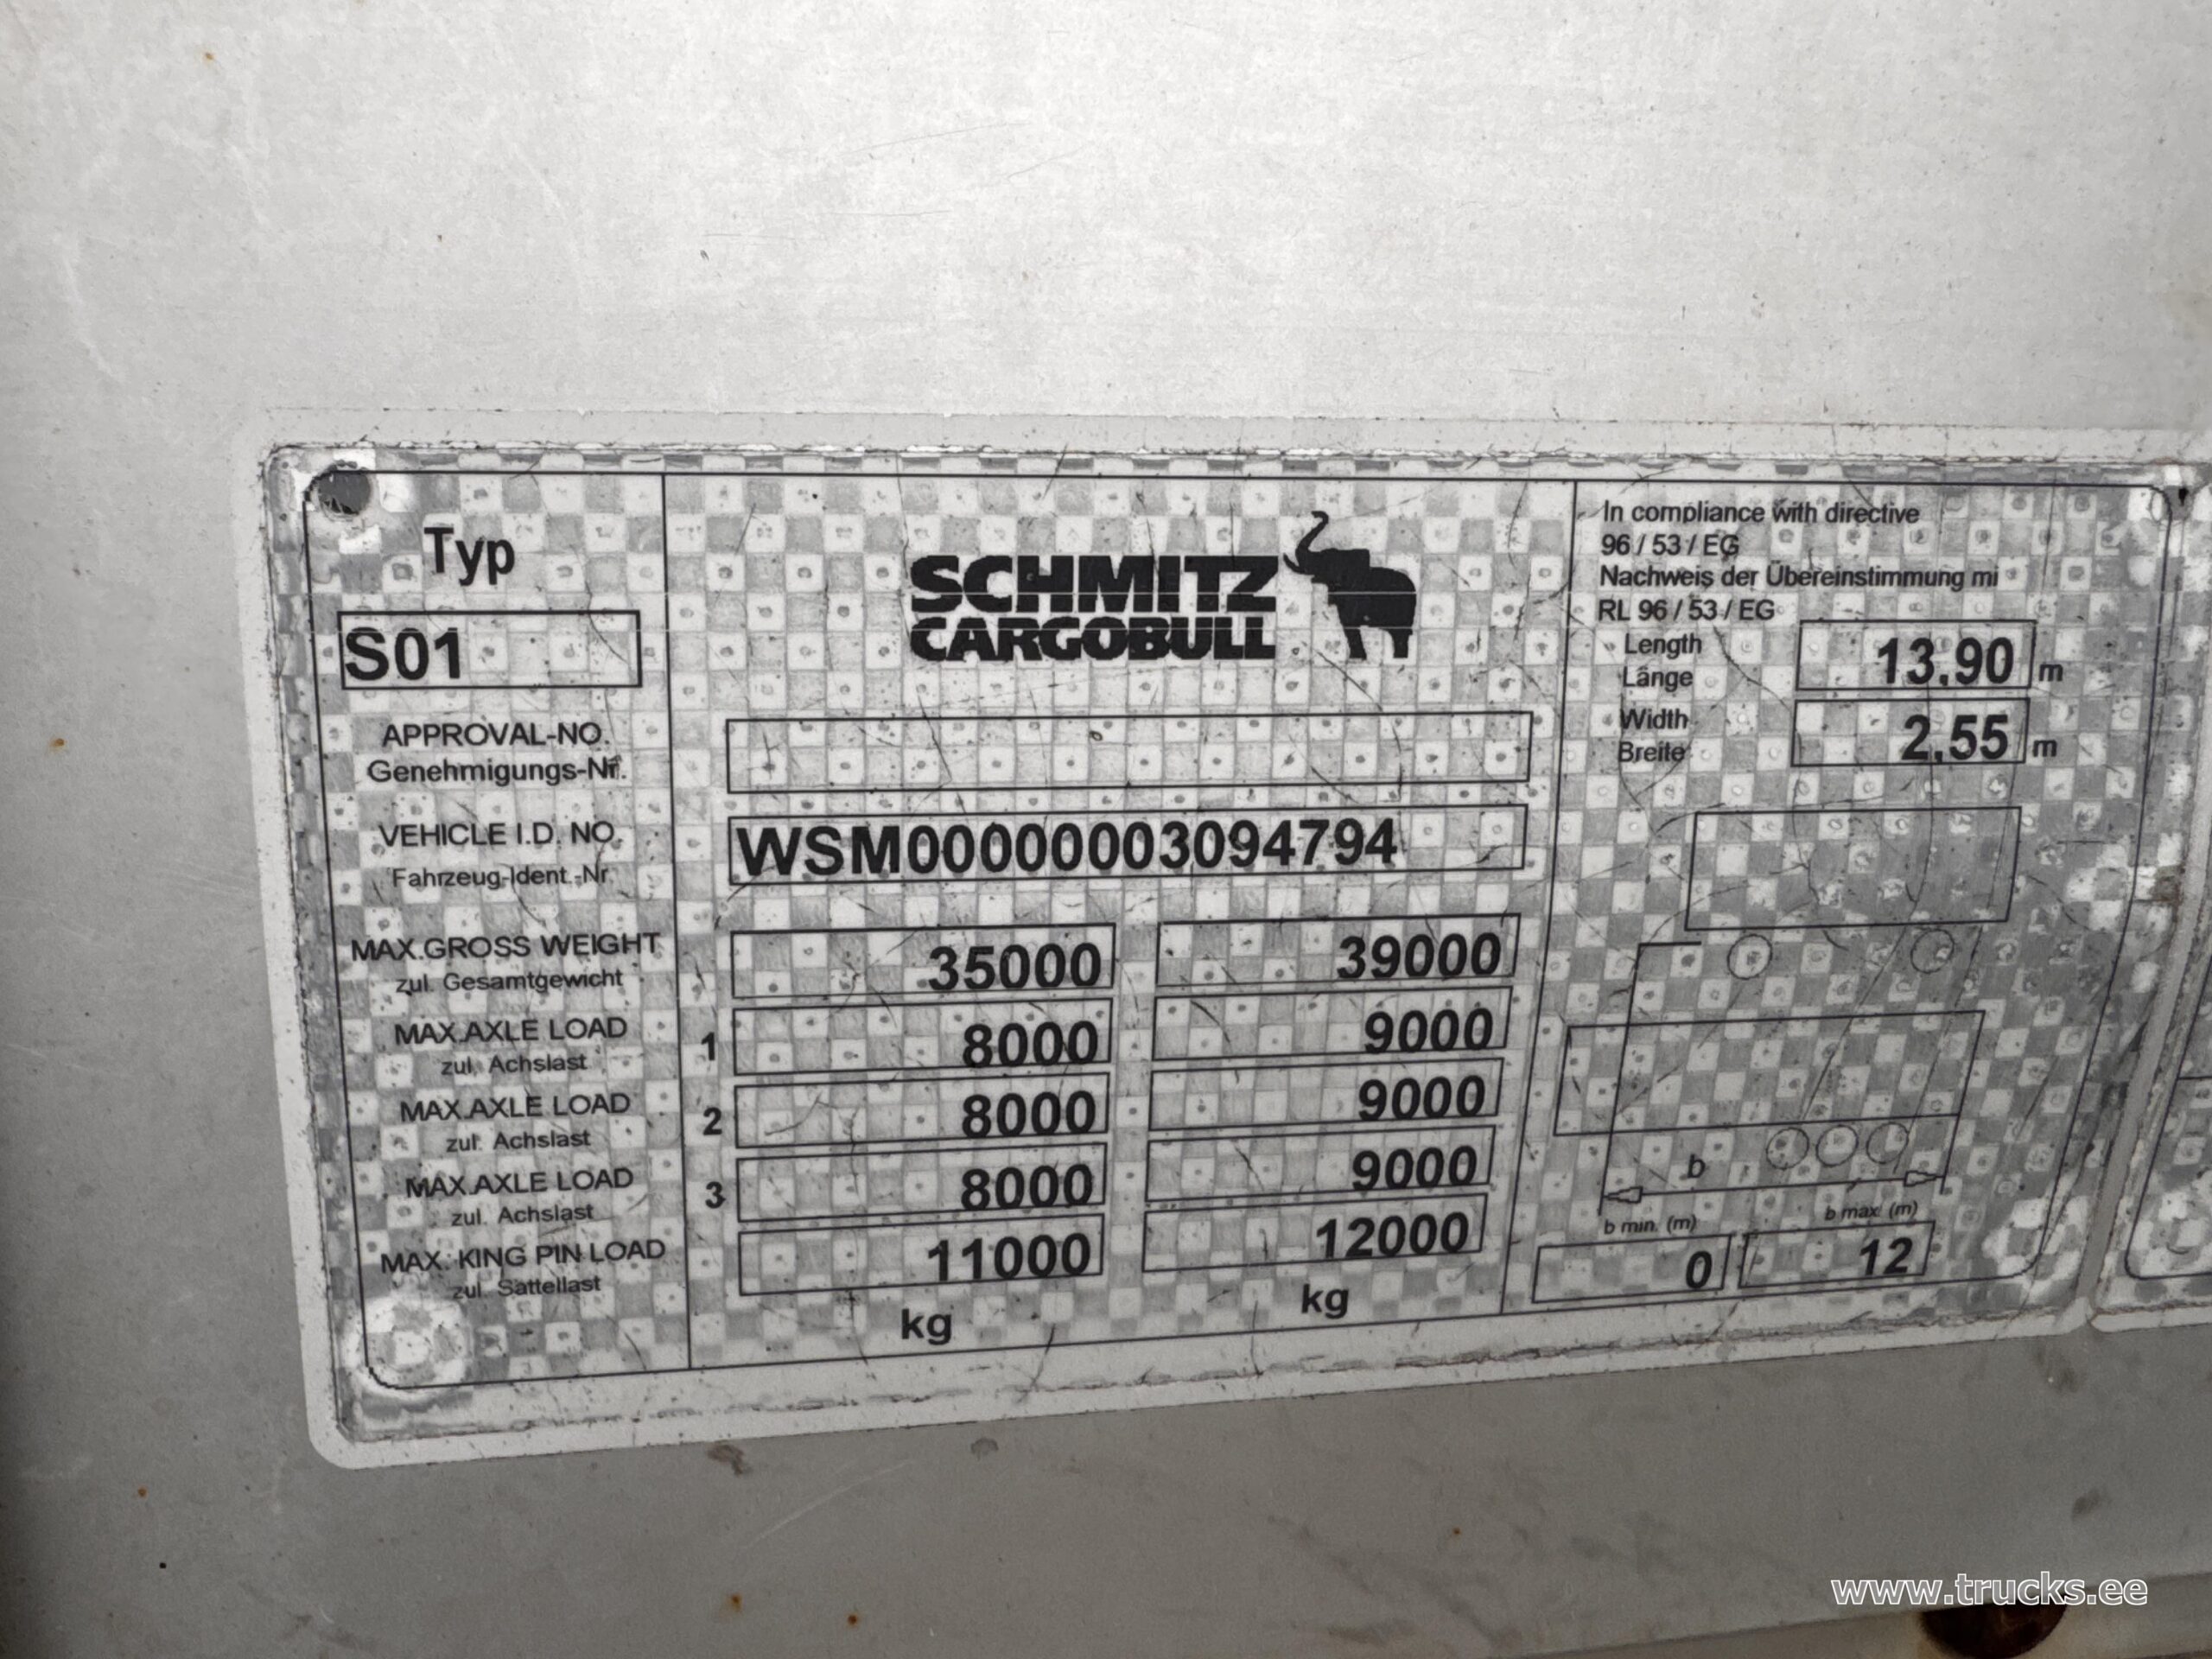 Typ
S01
SCHMITZ
CARGOBULL
APPROVAL-NO.
Genehmigungs-Nr.
VEHICLE I.D. NO.
Fahrzeug-Ident.-Nr.
WSM00000003094794
MAX.GROSS WEIGHT
zul. Gesamtgewicht
35000 39000
MAX.AXLE LOAD
zul. Achslast
1 8000 9000
MAX.AXLE LOAD
zul. Achslast
2 8000 9000
MAX.AXLE LOAD
zul. Achslast
3 8000 9000
MAX. KING PIN LOAD
zul. Sattellast
11000 12000
kg kg
In compliance with directive
96 / 53 / EG
Nachweis der Übereinstimmung mi
RL 96 / 53 / EG
Length
Länge
13,90 m
Width
Breite
2,55 m
b
b min. (m) b max. (m)
0 12
www.trucks.ee